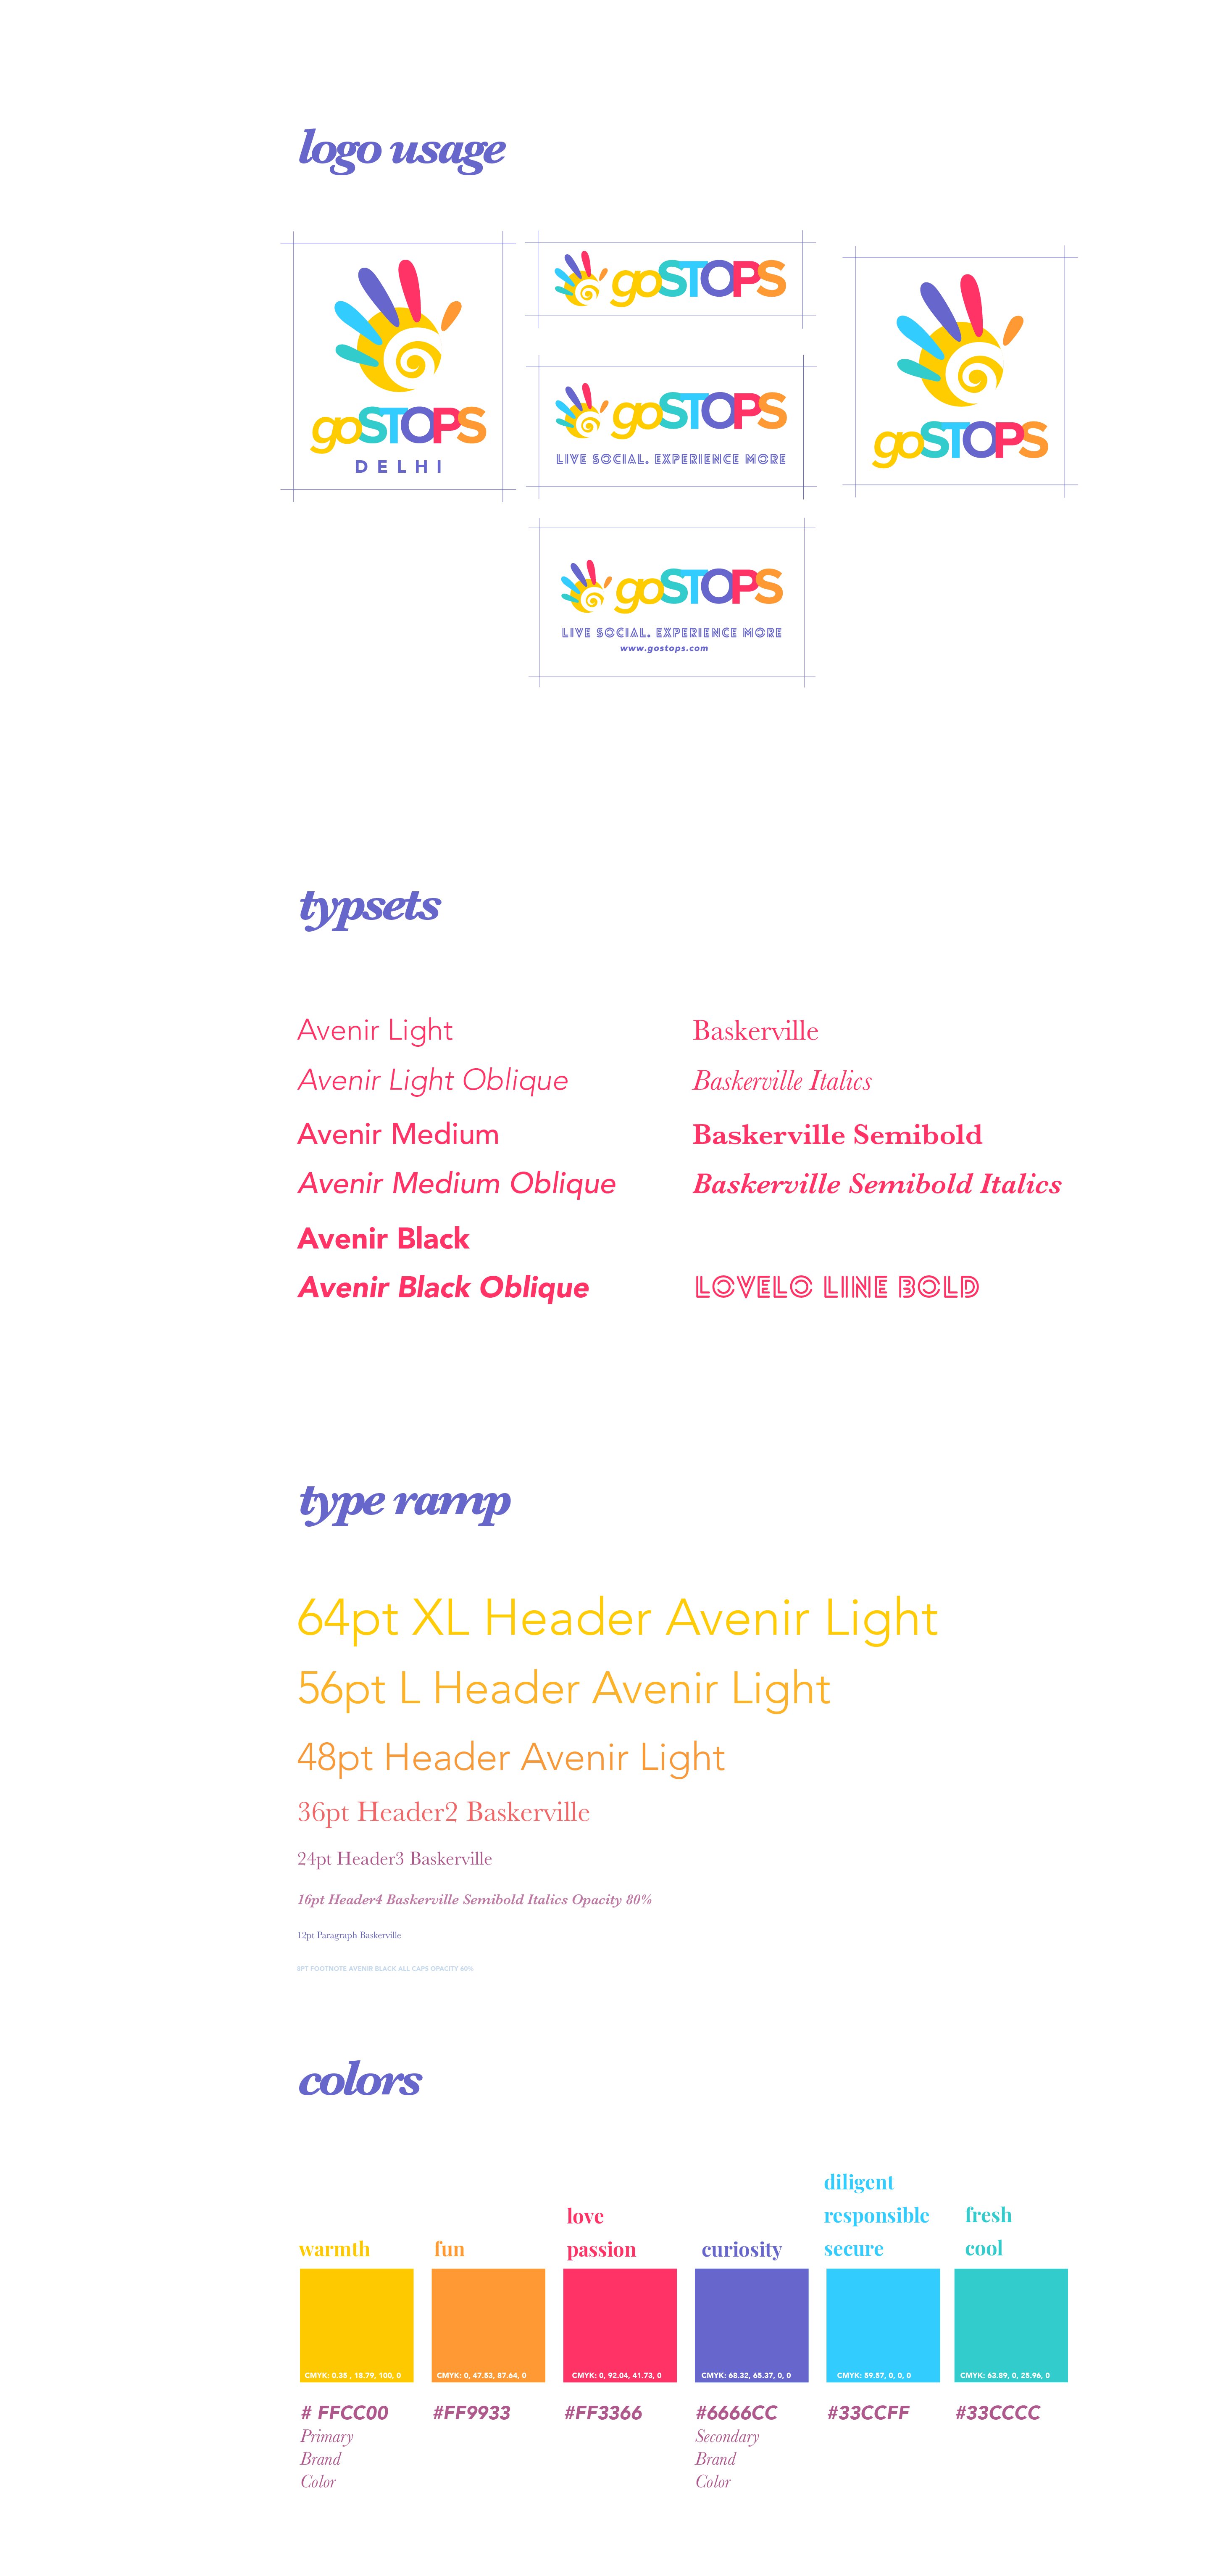 logo usage
goSTOPS
DELHI
goSTOPS
goSTOPS
LIVE SOCIAL. EXPERIENCE MORE
goSTOPS
LIVE SOCIAL. EXPERIENCE MORE
www.gostops.com
goSTOPS
typsets
Avenir Light
Avenir Light Oblique
Avenir Medium
Avenir Medium Oblique
Avenir Black
Avenir Black Oblique
Baskerville
Baskerville Italics
Baskerville Semibold
Baskerville Semibold Italics
LOVELO LINE BOLD
type ramp
64pt XL Header Avenir Light
56pt L Header Avenir Light
48pt Header Avenir Light
36pt Header2 Baskerville
24pt Header3 Baskerville
16pt Header4 Baskerville Semibold Italics Opacity 80%
12pt Paragraph Baskerville
8PT FOOTNOTE AVENIR BLACK ALL CAPS OPACITY 60%
colors
warmth
fun
love
passion
curiosity
diligent
responsible
secure
fresh
cool
CMYK: 0.35 , 18.79, 100, 0
CMYK: 0, 47.53, 87.64, 0
CMYK: 0, 92.04, 41.73, 0
CMYK: 68.32, 65.37, 0, 0
CMYK: 59.57, 0, 0, 0
CMYK: 63.89, 0, 25.96, 0
# FFCC00
Primary
Brand
Color
#FF9933
#FF3366
#6666CC
Secondary
Brand
Color
#33CCFF
#33CCCC